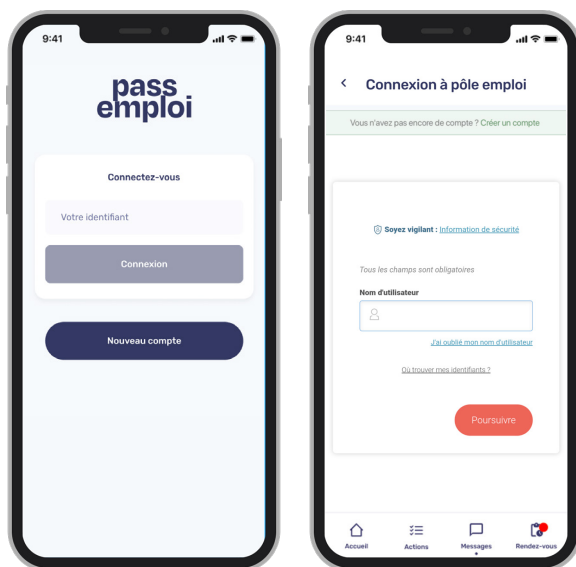 9:41
pass
emploi
Connectez-vous
Votre identifiant
Connexion
Nouveau compte
9:41
Connexion à pôle emploi
Vous n'avez pas encore de compte ? Créer un compte
Soyez vigilant : Information de sécurité
Tous les champs sont obligatoires
Nom d'utilisateur
J'ai oublié mon nom d'utilisateur
Où trouver mes identifiants ?
Poursuivre
Accueil
Actions
Messages
Rendez-vous